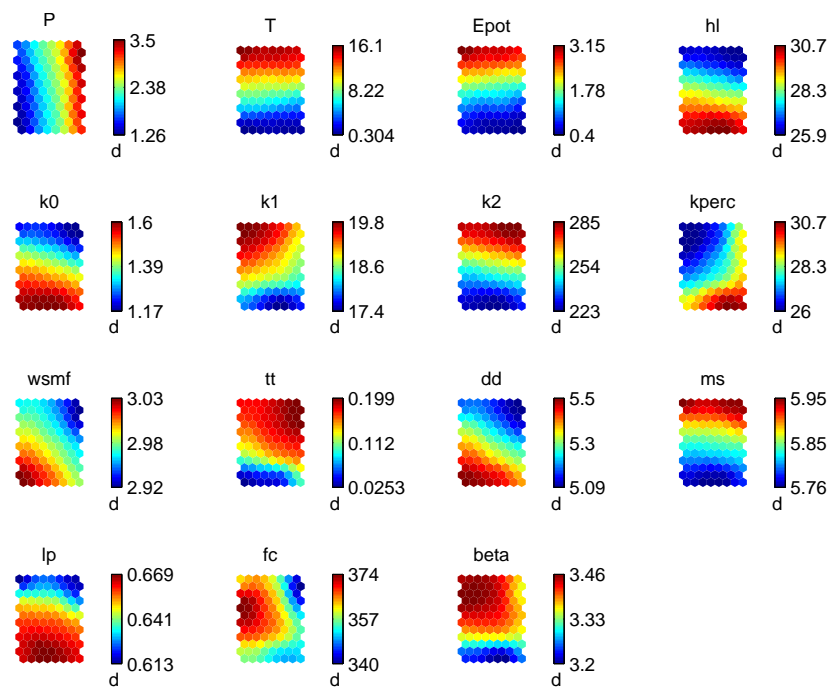 P
3.5
2.38
1.26
d
T
16.1
8.22
0.304
d
Epot
3.15
1.78
0.4
d
hl
30.7
28.3
25.9
d
k0
1.6
1.39
1.17
d
k1
19.8
18.6
17.4
d
k2
285
254
223
d
kperc
30.7
28.3
26
d
wsmf
3.03
2.98
2.92
d
tt
0.199
0.112
0.0253
d
dd
5.5
5.3
5.09
d
ms
5.95
5.85
5.76
d
lp
0.669
0.641
0.613
d
fc
374
357
340
d
beta
3.46
3.33
3.2
d